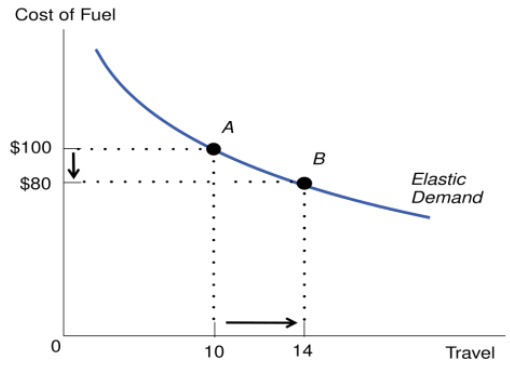 Cost of Fuel
A
$100
B
$80
Elastic
Demand
0
10
14
Travel